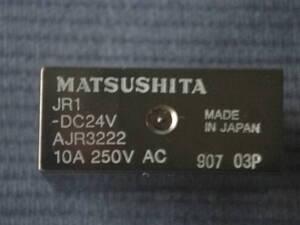 MATSUSHITA
JR1
-DC24V
AJR3222
10A 250V AC
MADE
IN JAPAN
907 03P